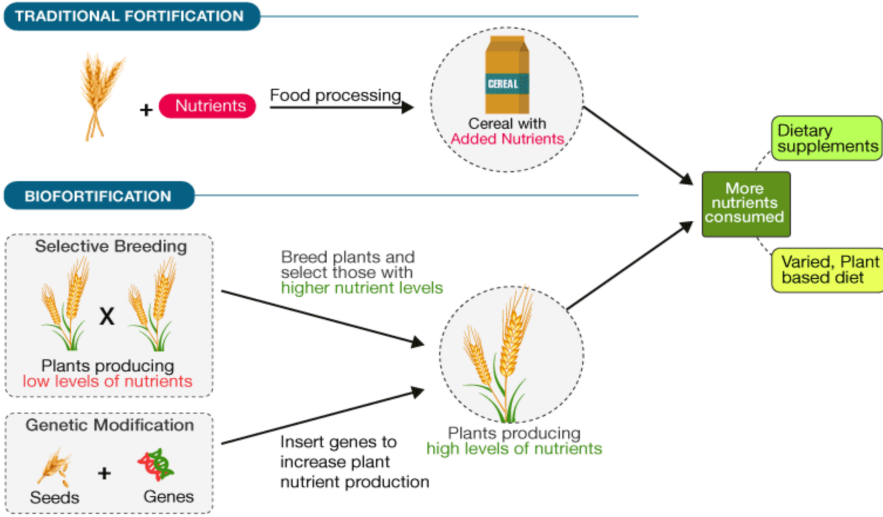 TRADITIONAL FORTIFICATION
+
Nutrients
Food processing
CEREAL
Cereal with
Added Nutrients
Dietary
supplements
More
nutrients
consumed
Varied, Plant
based diet
BIOFORTIFICATION
Selective Breeding
X
Plants producing
low levels of nutrients
Breed plants and
select those with
higher nutrient levels
Genetic Modification
+
Seeds
Genes
Insert genes to
increase plant
nutrient production
Plants producing
high levels of nutrients